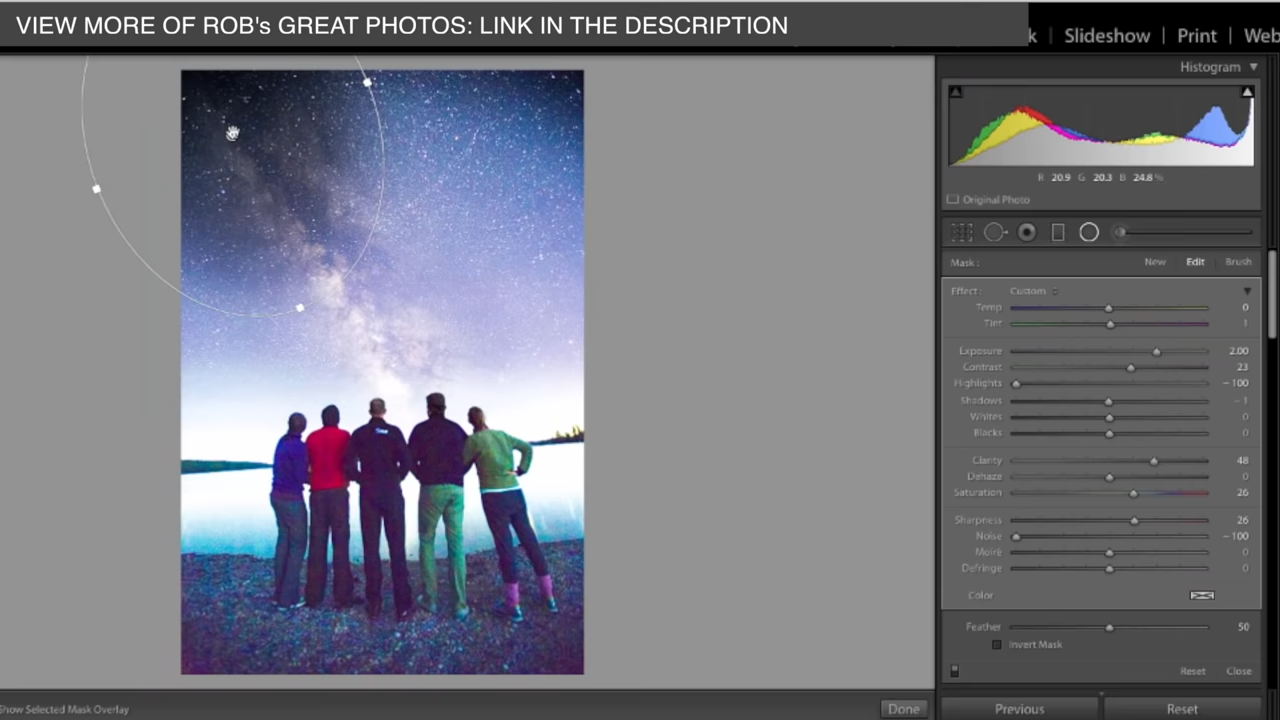 VIEW MORE OF ROB's GREAT PHOTOS: LINK IN THE DESCRIPTION
k | Slideshow | Print | Web
Histogram
R 20.9 G 20.3 B 24.8 %
Original Photo
Mask : New Edit Brush
Effect : Custom
Temp 0
Tint 1
Exposure 2.00
Contrast 23
Highlights - 100
Shadows - 1
Whites 0
Blacks 0
Clarity 48
Dehaze 0
Saturation 26
Sharpness 26
Noise - 100
Moiré 0
Defringe 0
Color
Feather 50
Invert Mask
Reset Close
Show Selected Mask Overlay Done Previous Reset